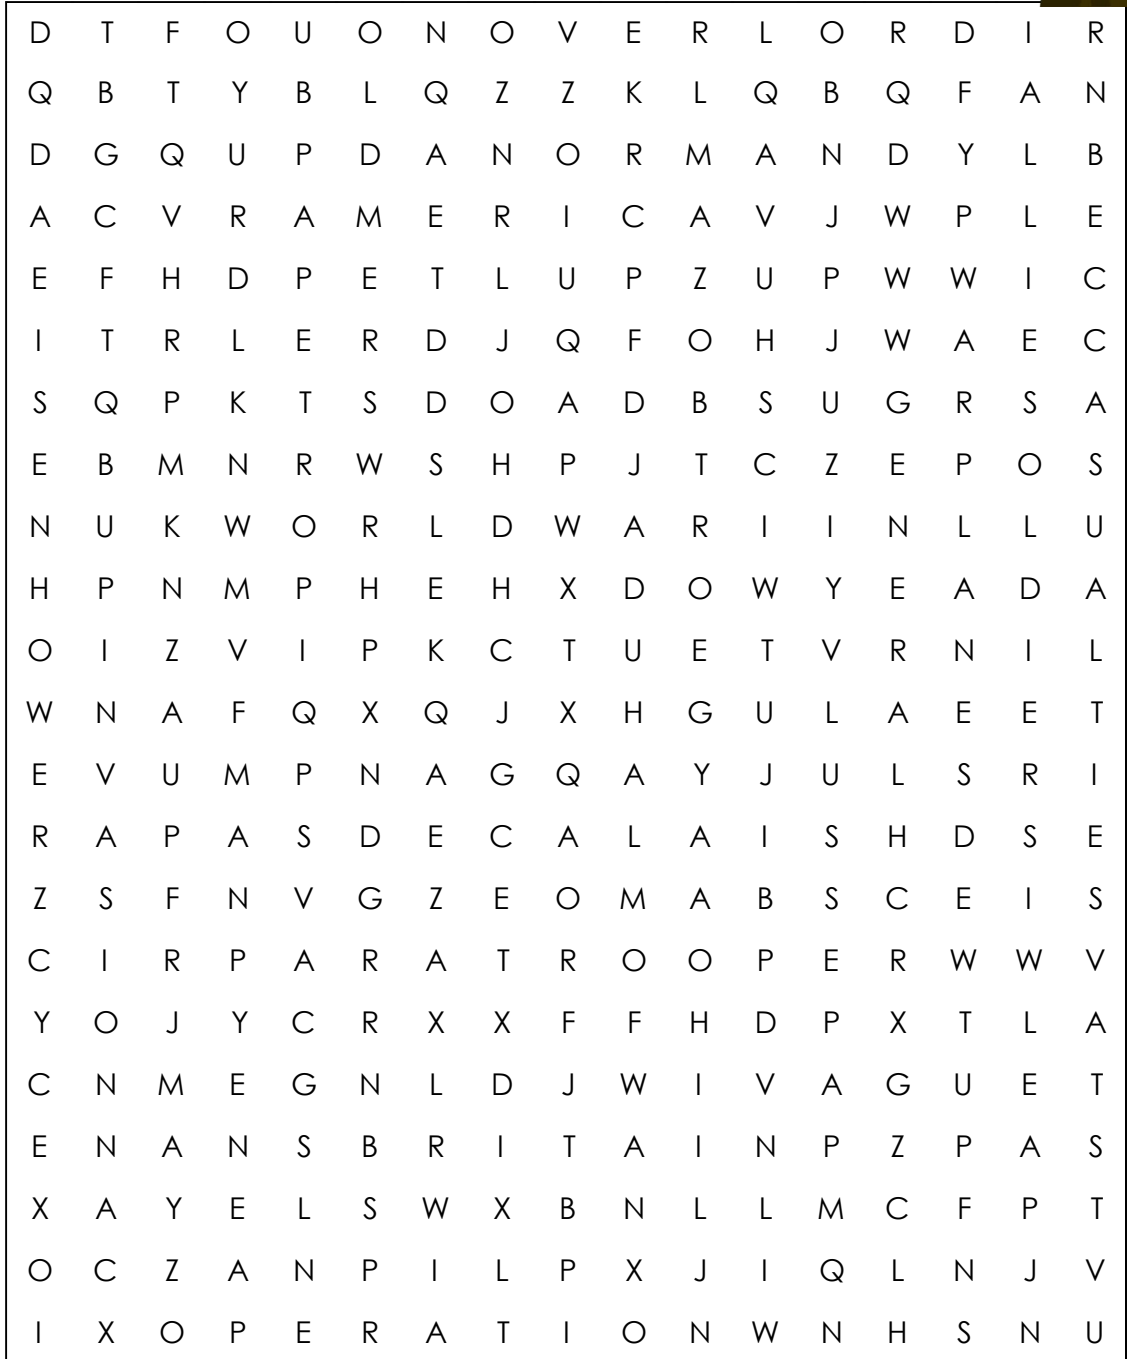 D T F O U O N O V E R L O R D I R
Q B T Y B L Q Z Z K L Q B Q F A N
D G Q U P D A N O R M A N D Y L B
A C V R A M E R I C A V J W P L E
E F H D P E T L U P Z U P W W I C
I T R L E R D J Q F O H J W A E C
S Q P K T S D O A D B S U G R S A
E B M N R W S H P J T C Z E P O S
N U K W O R L D W A R I I N L L U
H P N M P H E H X D O W Y E A D A
O I Z V I P K C T U E T V R N I L
W N A F Q X Q J X H G U L A E E T
E V U M P N A G Q A Y J U L S R I
R A P A S D E C A L A I S H D S E
Z S F N V G Z E O M A B S C E I S
C I R P A R A T R O O P E R W W V
Y O J Y C R X X F F H D P X T L A
C N M E G N L D J W I V A G U E T
E N A N S B R I T A I N P Z P A S
X A Y E L S W X B N L L M C F P T
O C Z A N P I L P X J I Q L N J V
I X O P E R A T I O N W N H S N U